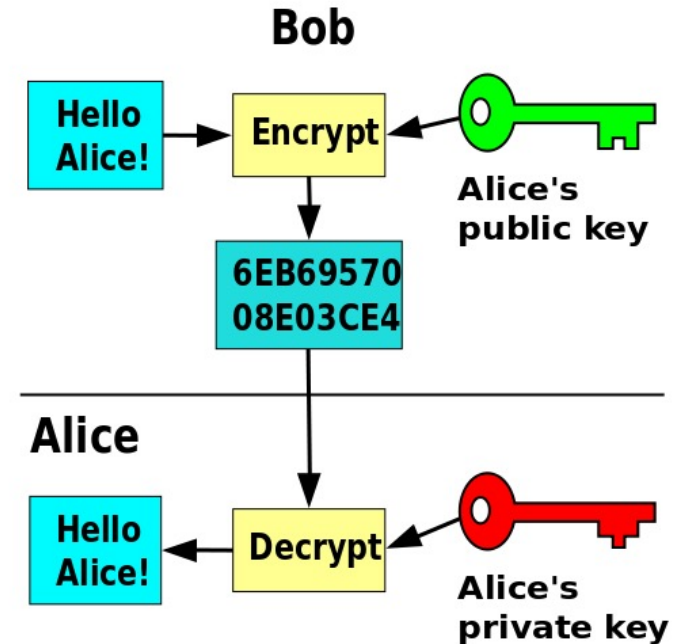 Bob
Hello
Alice!
Encrypt
Alice's
public key
6EB69570
08E03CE4
Alice
Hello
Alice!
Decrypt
Alice's
private key